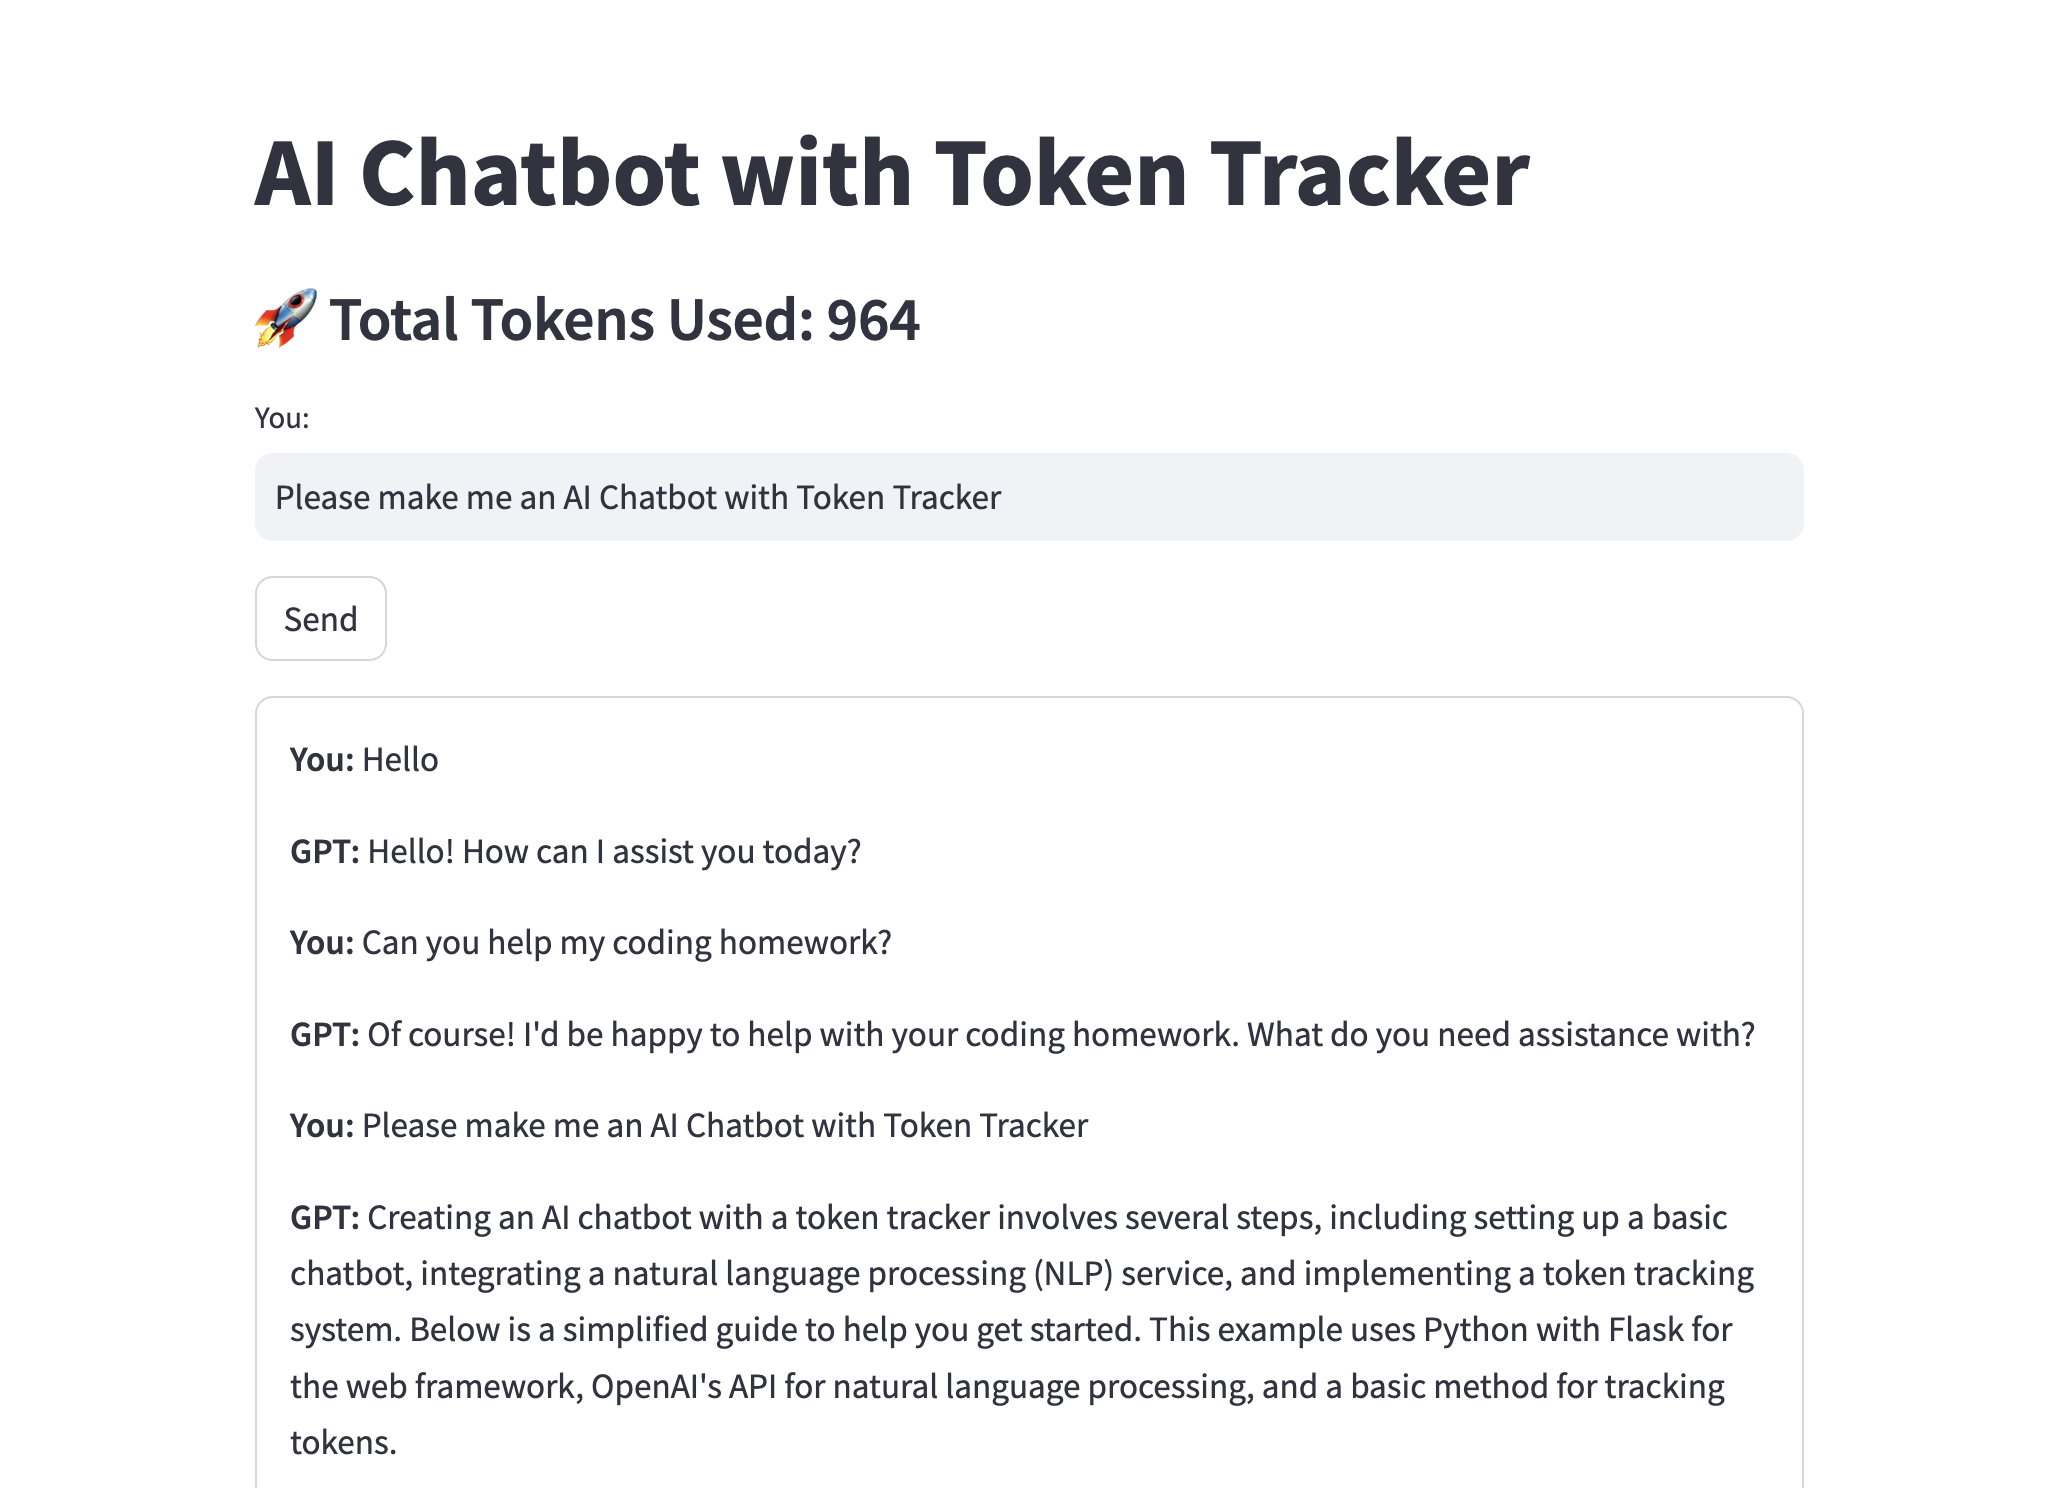 AI Chatbot with Token Tracker
🚀 Total Tokens Used: 964
You:
Please make me an AI Chatbot with Token Tracker
Send
You: Hello
GPT: Hello! How can I assist you today?
You: Can you help my coding homework?
GPT: Of course! I'd be happy to help with your coding homework. What do you need assistance with?
You: Please make me an AI Chatbot with Token Tracker
GPT: Creating an AI chatbot with a token tracker involves several steps, including setting up a basic
chatbot, integrating a natural language processing (NLP) service, and implementing a token tracking
system. Below is a simplified guide to help you get started. This example uses Python with Flask for
the web framework, OpenAI's API for natural language processing, and a basic method for tracking
tokens.